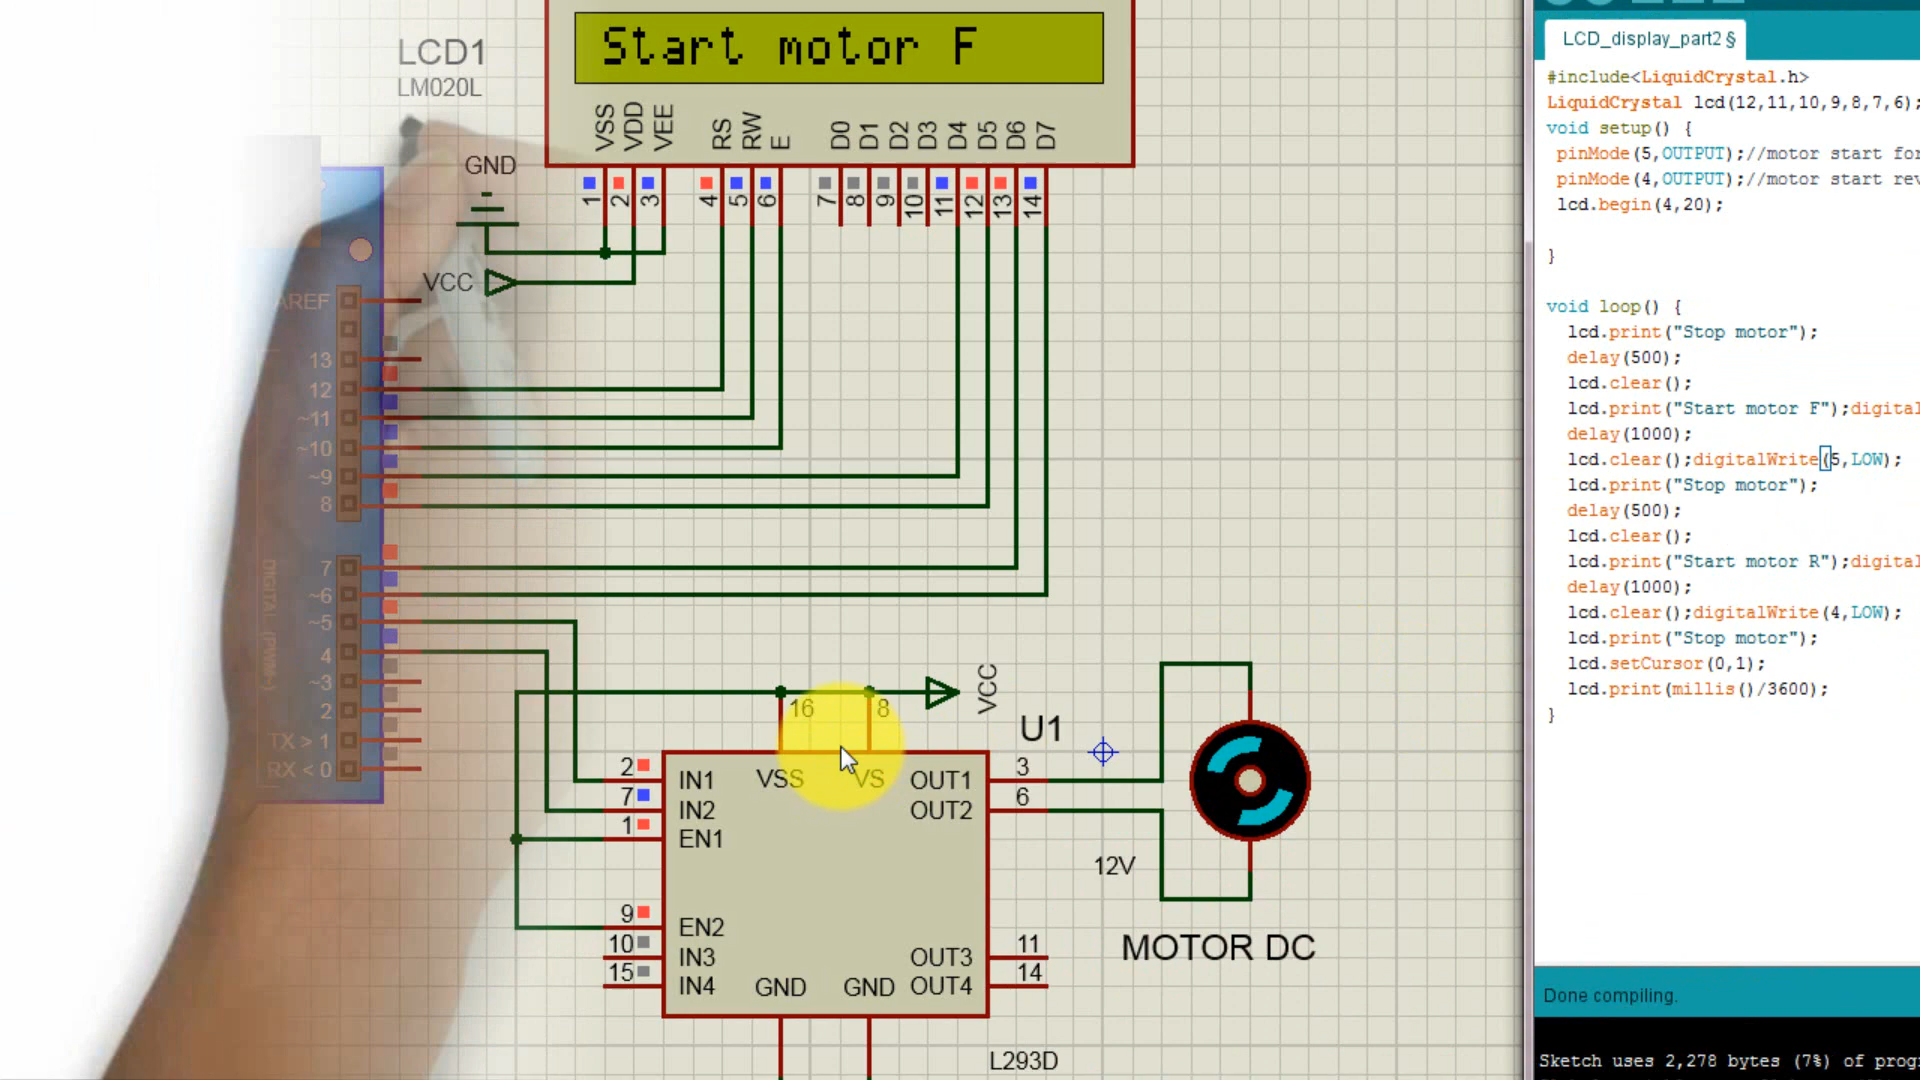 Start motor F
LCD1
LM020L
VSS
VDD
VEE
RS
RW
E
D0
D1
D2
D3
D4
D5
D6
D7
1
2
3
4
5
6
7
8
9
10
11
12
13
14
GND
VCC
AREF
13
12
~11
~10
~9
8
7
~6
~5
4
~3
2
TX > 1
RX < 0
DIGITAL (PWM~)
VCC
16
8
U1
2
7
1
9
10
15
IN1
IN2
EN1
EN2
IN3
IN4
VSS
VS
GND
GND
OUT1
OUT2
OUT3
OUT4
3
6
11
14
L293D
12V
MOTOR DC
LCD_display_part2 §
#include<LiquidCrystal.h>
LiquidCrystal lcd(12,11,10,9,8,7,6);
void setup() {
pinMode(5,OUTPUT);//motor start for
pinMode(4,OUTPUT);//motor start rev
lcd.begin(4,20);
}
void loop() {
lcd.print("Stop motor");
delay(500);
lcd.clear();
lcd.print("Start motor F");digital
delay(1000);
lcd.clear();digitalWrite(5,LOW);
lcd.print("Stop motor");
delay(500);
lcd.clear();
lcd.print("Start motor R");digital
delay(1000);
lcd.clear();digitalWrite(4,LOW);
lcd.print("Stop motor");
lcd.setCursor(0,1);
lcd.print(millis()/3600);
}
Done compiling.
Sketch uses 2,278 bytes (7%) of prog